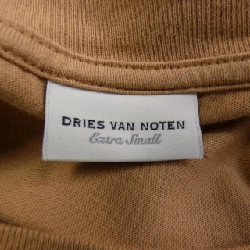 DRIES VAN NOTEN
Extra Small